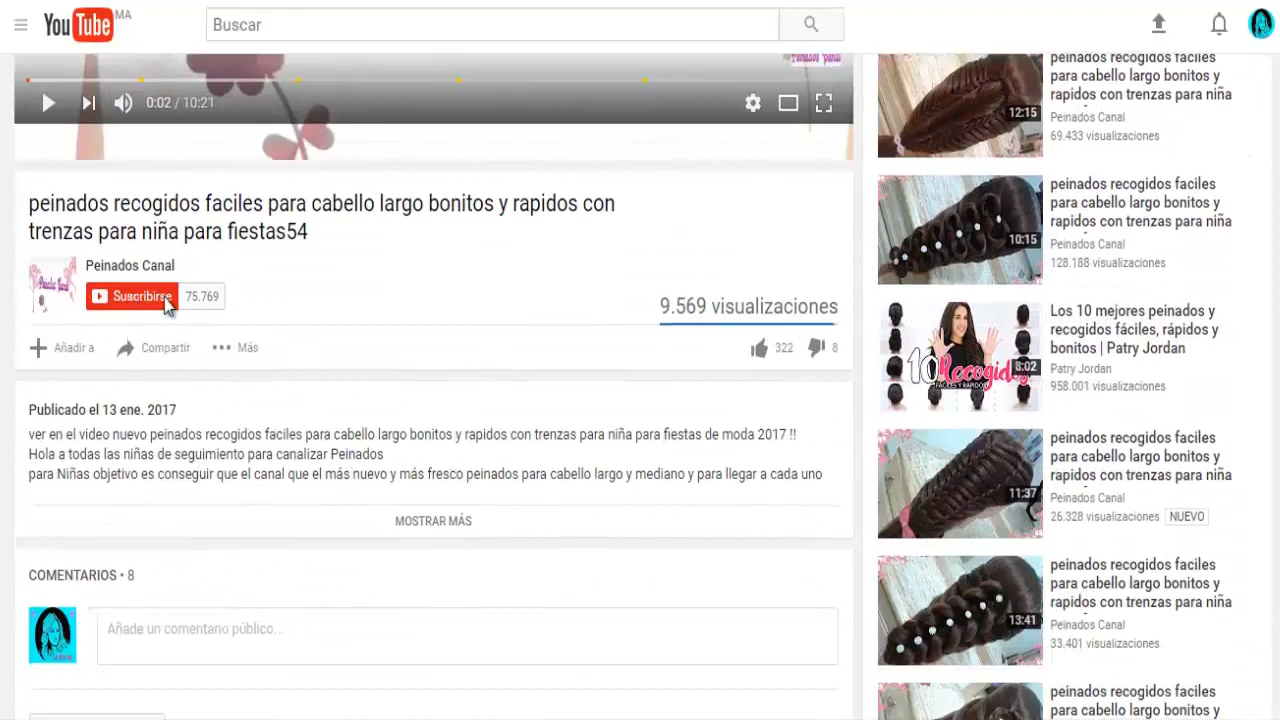 YouTube MA
Buscar
0:02 / 10:21
peinados recogidos faciles para cabello largo bonitos y rapidos con
trenzas para niña para fiestas54
Peinados Canal
Suscribirse 75.769
9.569 visualizaciones
Añadir a Compartir Más 322 8
Publicado el 13 ene. 2017
ver en el video nuevo peinados recogidos faciles para cabello largo bonitos y rapidos con trenzas para niña para fiestas de moda 2017 !!
Hola a todas las niñas de seguimiento para canalizar Peinados
para Niñas objetivo es conseguir que el canal que el más nuevo y más fresco peinados para cabello largo y mediano y para llegar a cada uno
MOSTRAR MÁS
COMENTARIOS • 8
Añade un comentario público...
12:15
peinados recogidos faciles
para cabello largo bonitos y
rapidos con trenzas para niña
Peinados Canal
69.433 visualizaciones
10:15
peinados recogidos faciles
para cabello largo bonitos y
rapidos con trenzas para niña
Peinados Canal
128.188 visualizaciones
10 Recogidos
FÁCILES Y RÁPIDOS
8:02
Los 10 mejores peinados y
recogidos fáciles, rápidos y
bonitos | Patry Jordan
Patry Jordan
958.001 visualizaciones
11:37
peinados recogidos faciles
para cabello largo bonitos y
rapidos con trenzas para niña
Peinados Canal
26.328 visualizaciones NUEVO
13:41
peinados recogidos faciles
para cabello largo bonitos y
rapidos con trenzas para niña
Peinados Canal
33.401 visualizaciones
peinados recogidos faciles
para cabello largo bonitos y